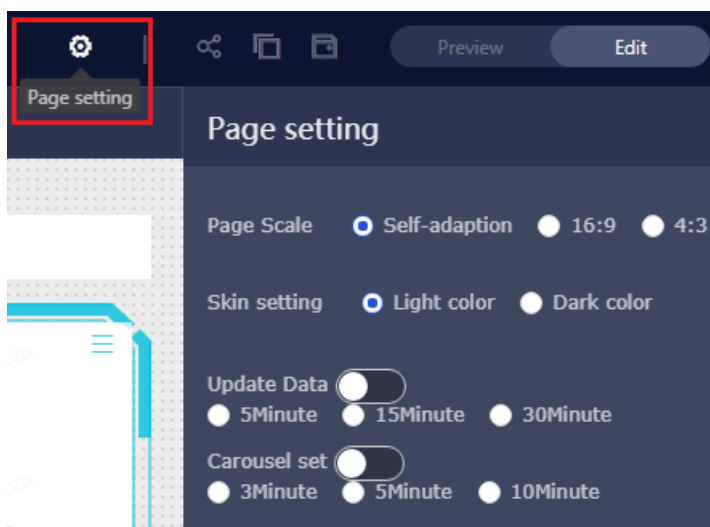 Preview Edit
Page setting
Page setting
Page Scale Self-adaption 16:9 4:3
Skin setting Light color Dark color
Update Data
5Minute 15Minute 30Minute
Carousel set
3Minute 5Minute 10Minute